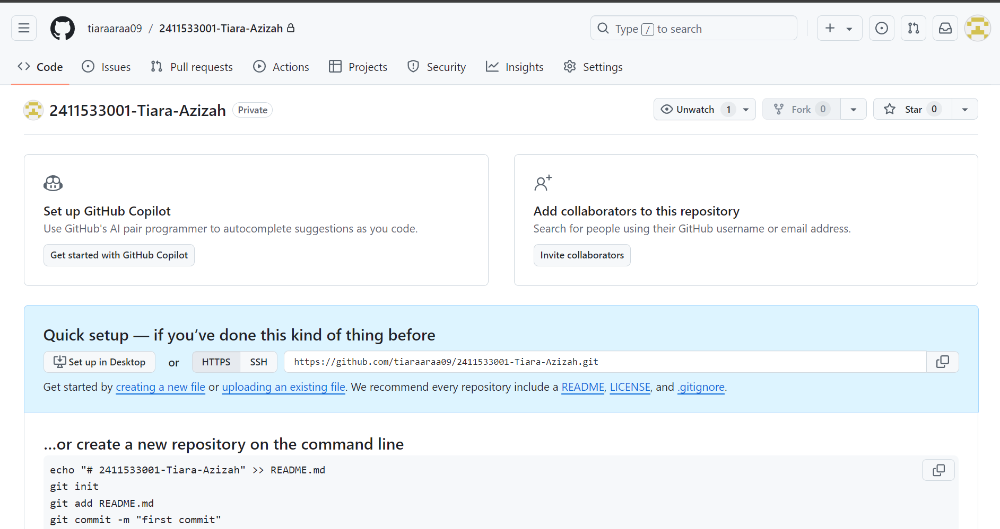 tiaraaraa09 / 2411533001-Tiara-Azizah
Type / to search
Code Issues Pull requests Actions Projects Security Insights Settings
2411533001-Tiara-Azizah Private
Unwatch 1 Fork 0 Star 0
Set up GitHub Copilot
Use GitHub's AI pair programmer to autocomplete suggestions as you code.
Get started with GitHub Copilot
Add collaborators to this repository
Search for people using their GitHub username or email address.
Invite collaborators
Quick setup — if you’ve done this kind of thing before
Set up in Desktop or HTTPS SSH https://github.com/tiaraaraa09/2411533001-Tiara-Azizah.git
Get started by creating a new file or uploading an existing file. We recommend every repository include a README, LICENSE, and .gitignore.
…or create a new repository on the command line
echo "# 2411533001-Tiara-Azizah" >> README.md
git init
git add README.md
git commit -m "first commit"